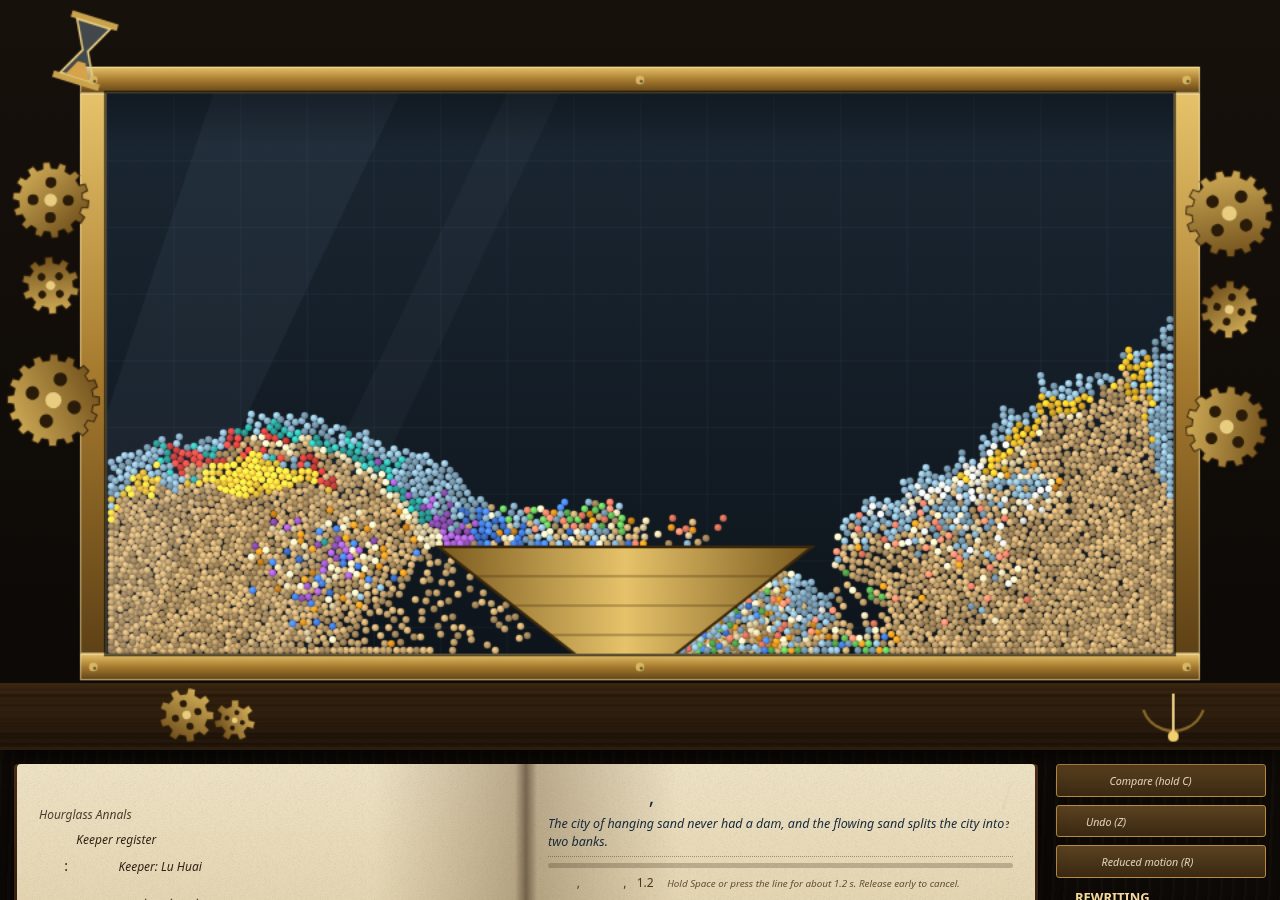 Hourglass Annals
Keeper register
: Keeper: Lu Huai
,
The city of hanging sand never had a dam, and the flowing sand splits the city into?
two banks.
, , 1.2 Hold Space or press the line for about 1.2 s. Release early to cancel.
Compare (hold C)
Undo (Z)
Reduced motion (R)
REWRITING